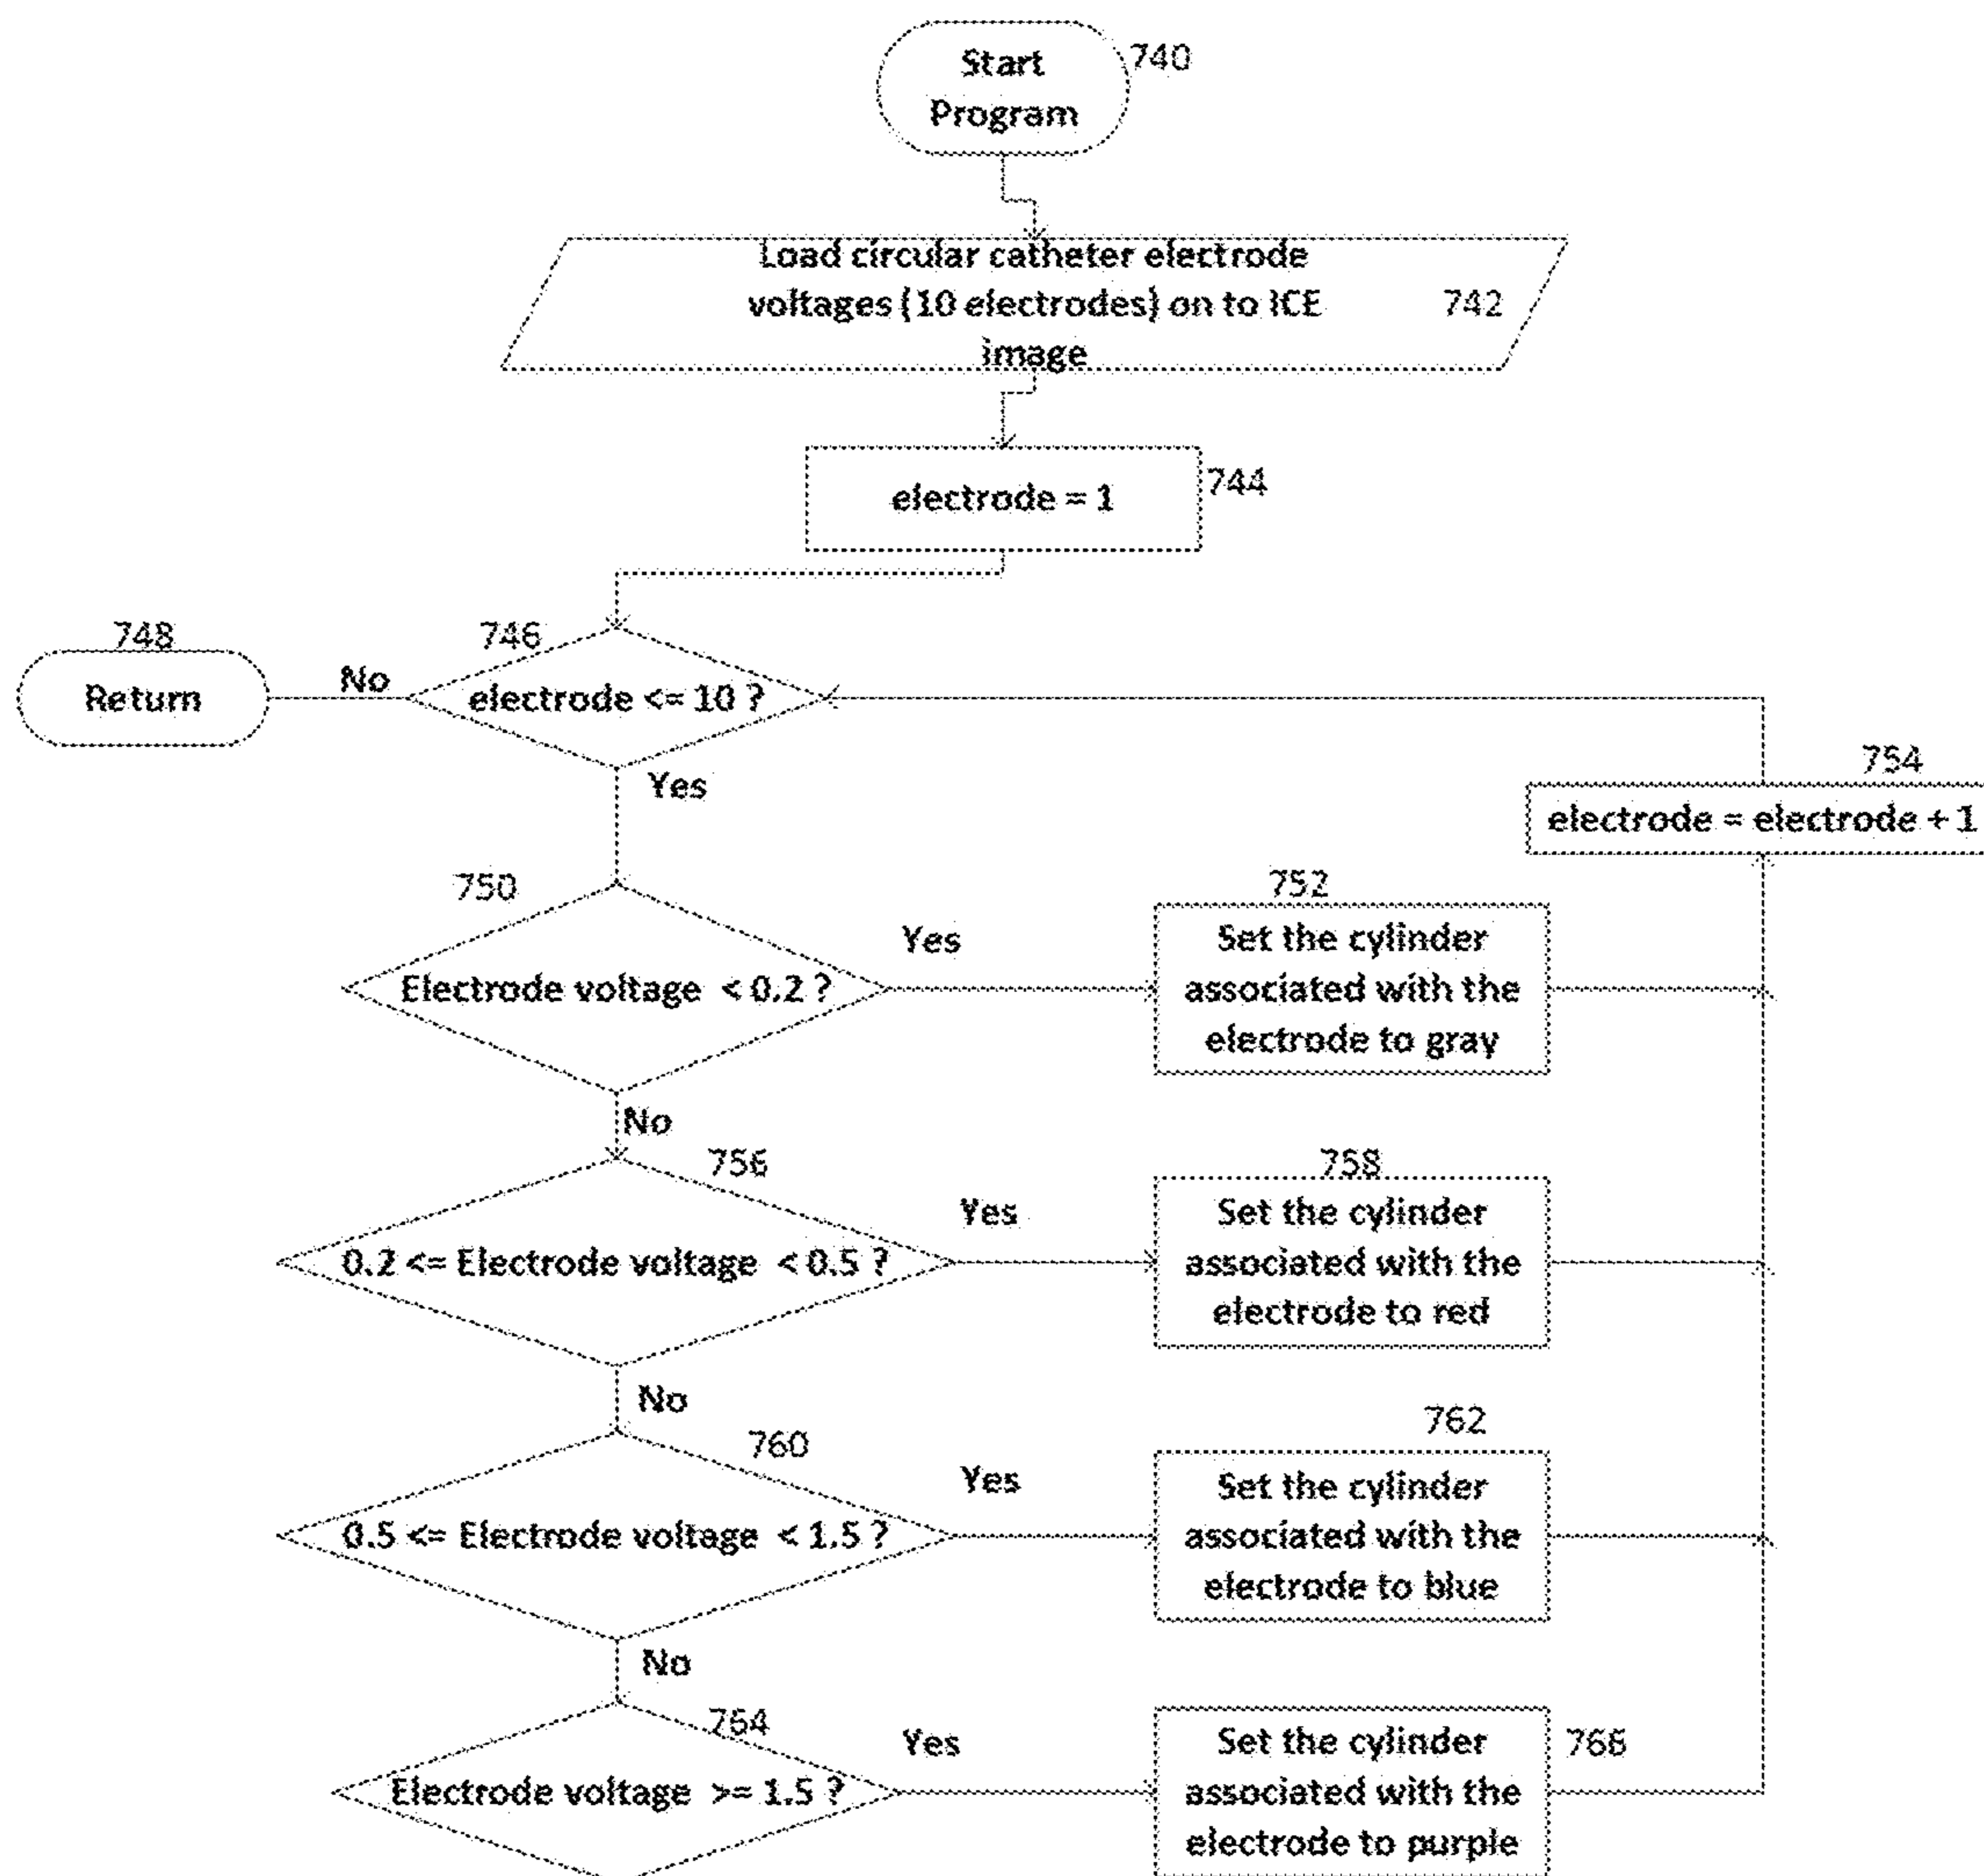 Start
Program
740
Load circular catheter electrode
voltages (10 electrodes) on to ICE
image
742
electrode = 1
744
748
Return
No
746
electrode <= 10 ?
Yes
754
electrode = electrode + 1
750
Electrode voltage < 0.2 ?
Yes
752
Set the cylinder
associated with the
electrode to gray
No
756
0.2 <= Electrode voltage < 0.5 ?
Yes
758
Set the cylinder
associated with the
electrode to red
No
760
0.5 <= Electrode voltage < 1.5 ?
Yes
762
Set the cylinder
associated with the
electrode to blue
No
764
Electrode voltage >= 1.5 ?
Yes
Set the cylinder
associated with the
electrode to purple
766